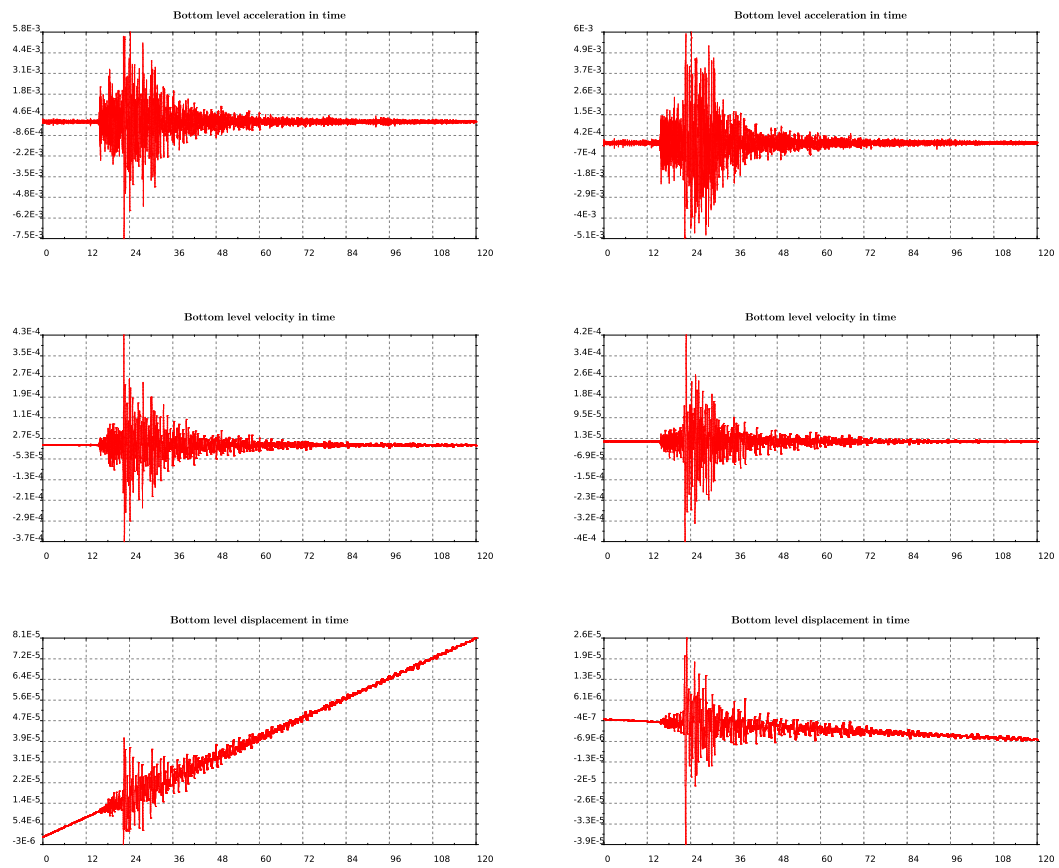 Bottom level acceleration in time
5.8E-3
4.4E-3
3.1E-3
1.8E-3
4.6E-4
-8.6E-4
-2.2E-3
-3.5E-3
-4.8E-3
-6.2E-3
-7.5E-3
0 12 24 36 48 60 72 84 96 108 120
Bottom level acceleration in time
6E-3
4.9E-3
3.7E-3
2.6E-3
1.5E-3
4.2E-4
-7E-4
-1.8E-3
-2.9E-3
-4E-3
-5.1E-3
0 12 24 36 48 60 72 84 96 108 120
Bottom level velocity in time
4.3E-4
3.5E-4
2.7E-4
1.9E-4
1.1E-4
2.7E-5
-5.3E-5
-1.3E-4
-2.1E-4
-2.9E-4
-3.7E-4
0 12 24 36 48 60 72 84 96 108 120
Bottom level velocity in time
4.2E-4
3.4E-4
2.6E-4
1.8E-4
9.5E-5
1.3E-5
-6.9E-5
-1.5E-4
-2.3E-4
-3.1E-4
-4E-4
0 12 24 36 48 60 72 84 96 108 120
Bottom level displacement in time
8.1E-5
7.2E-5
6.4E-5
5.6E-5
4.7E-5
3.9E-5
3.1E-5
2.2E-5
1.4E-5
5.4E-6
-3E-6
0 12 24 36 48 60 72 84 96 108 120
Bottom level displacement in time
2.6E-5
1.9E-5
1.3E-5
6.1E-6
-4E-7
-6.9E-6
-1.3E-5
-2E-5
-2.6E-5
-3.3E-5
-3.9E-5
0 12 24 36 48 60 72 84 96 108 120